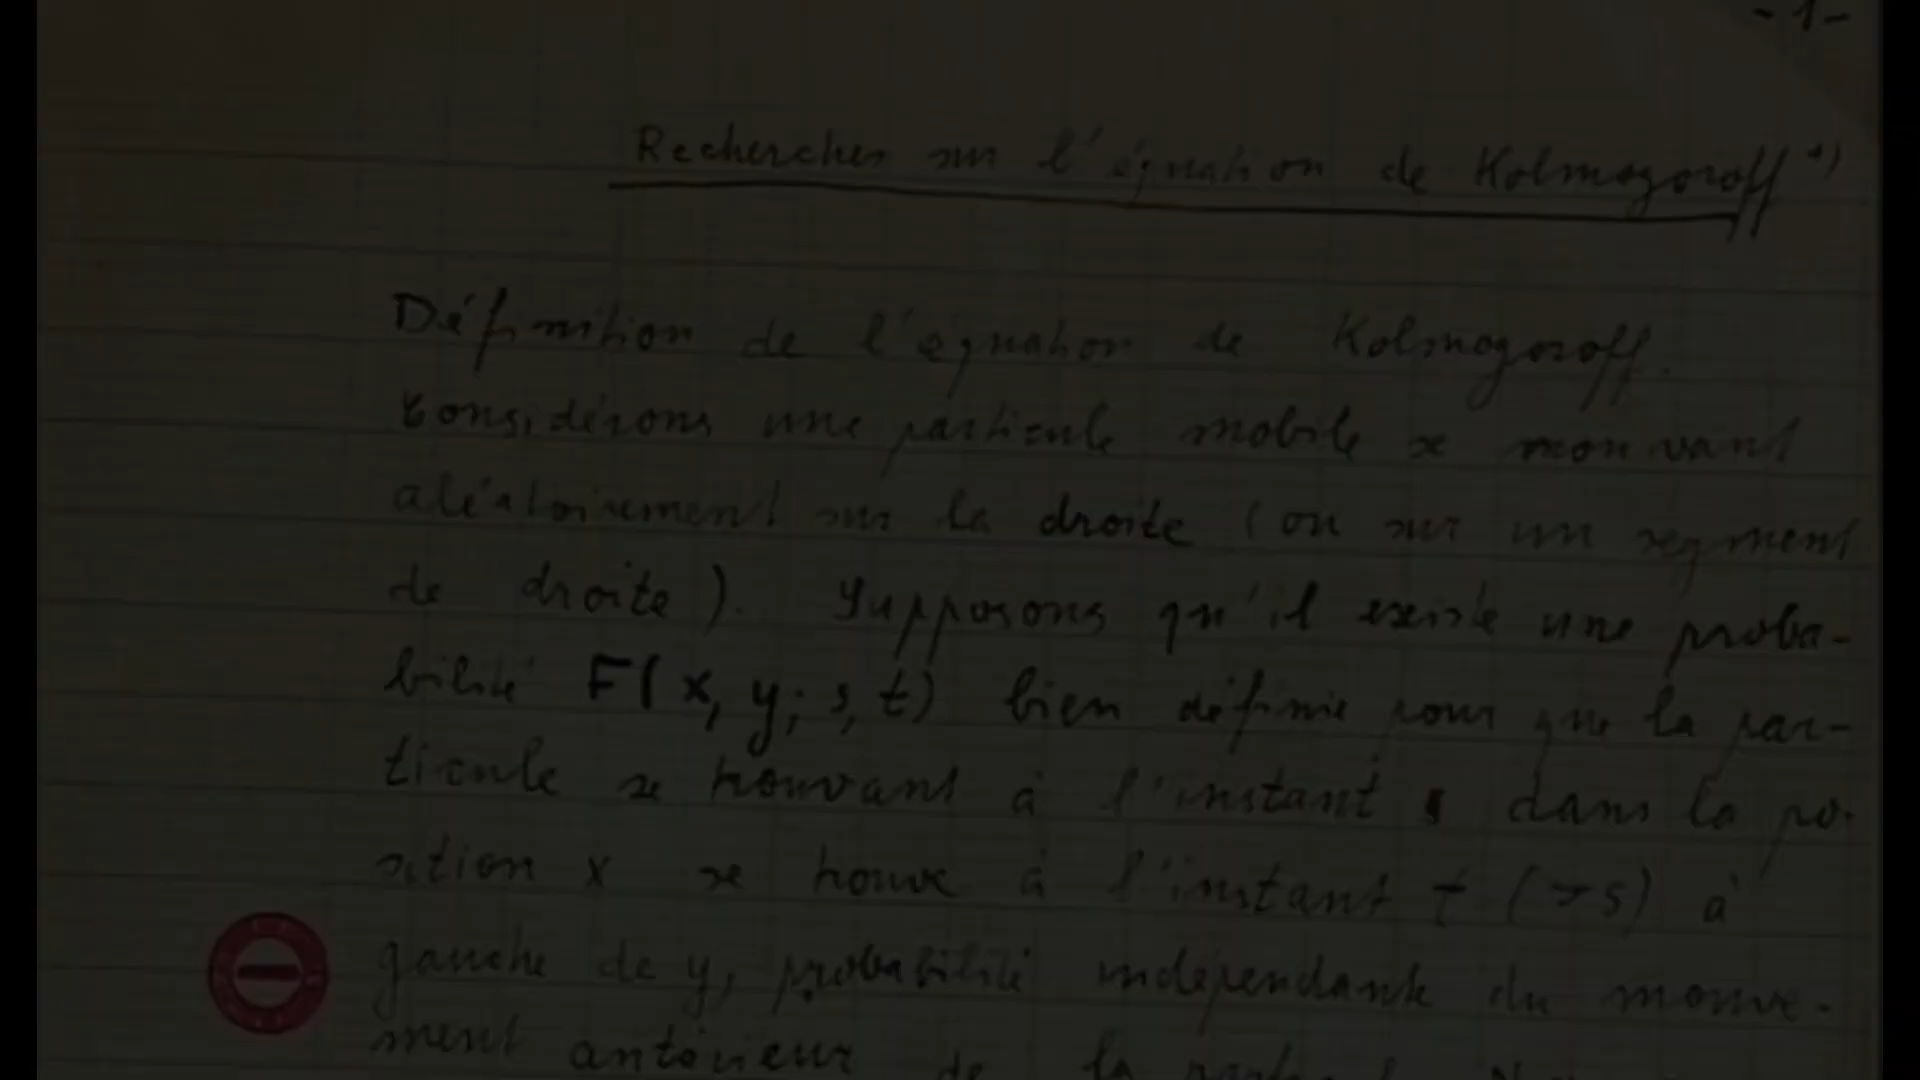 - 1 -
Recherches sur l'équation de Kolmogoroff 1)
Définition de l'équation de Kolmogoroff.
Considérons une particule mobile se mouvant
aléatoirement sur la droite (ou sur un segment
de droite). Supposons qu'il existe une proba-
bilité F(x, y; s, t) bien définie pour que la par-
ticule se trouvant à l'instant s dans la po-
sition x se trouve à l'instant t (>s) à
gauche de y, probabilité indépendante du mouve-
ment antérieur de la